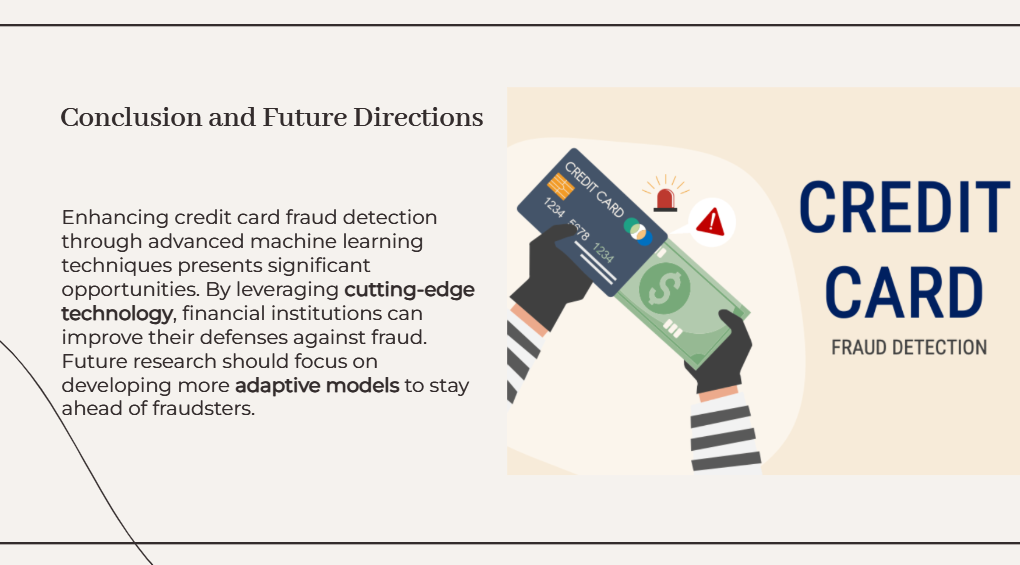 Conclusion and Future Directions
Enhancing credit card fraud detection
through advanced machine learning
techniques presents significant
opportunities. By leveraging cutting-edge
technology, financial institutions can
improve their defenses against fraud.
Future research should focus on
developing more adaptive models to stay
ahead of fraudsters.
CREDIT CARD
1234 5678 1234
$
CREDIT
CARD
FRAUD DETECTION